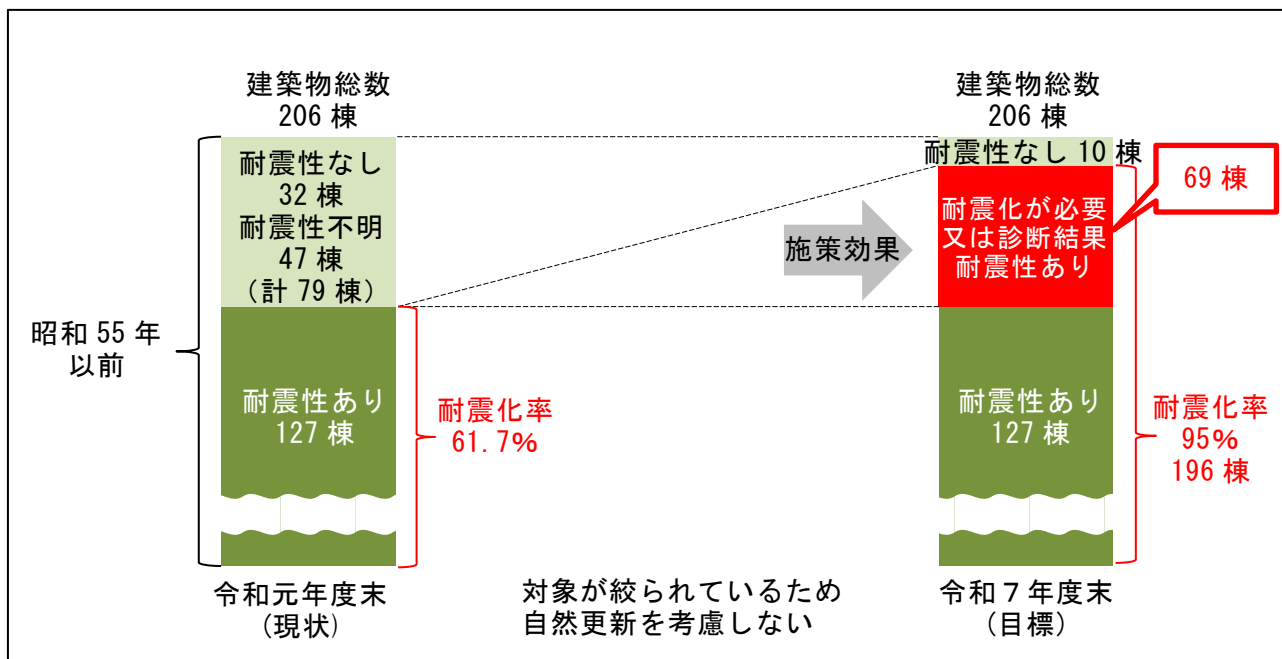 建築物総数
206 棟
耐震性なし
32 棟
耐震性不明
47 棟
（計 79 棟）
耐震性あり
127 棟
昭和 55 年
以前
耐震化率
61.7%
令和元年度末
(現状)
対象が絞られているため
自然更新を考慮しない
施策効果
建築物総数
206 棟
耐震性なし 10 棟
69 棟
耐震化が必要
又は診断結果
耐震性あり
耐震性あり
127 棟
耐震化率
95%
196 棟
令和７年度末
(目標)